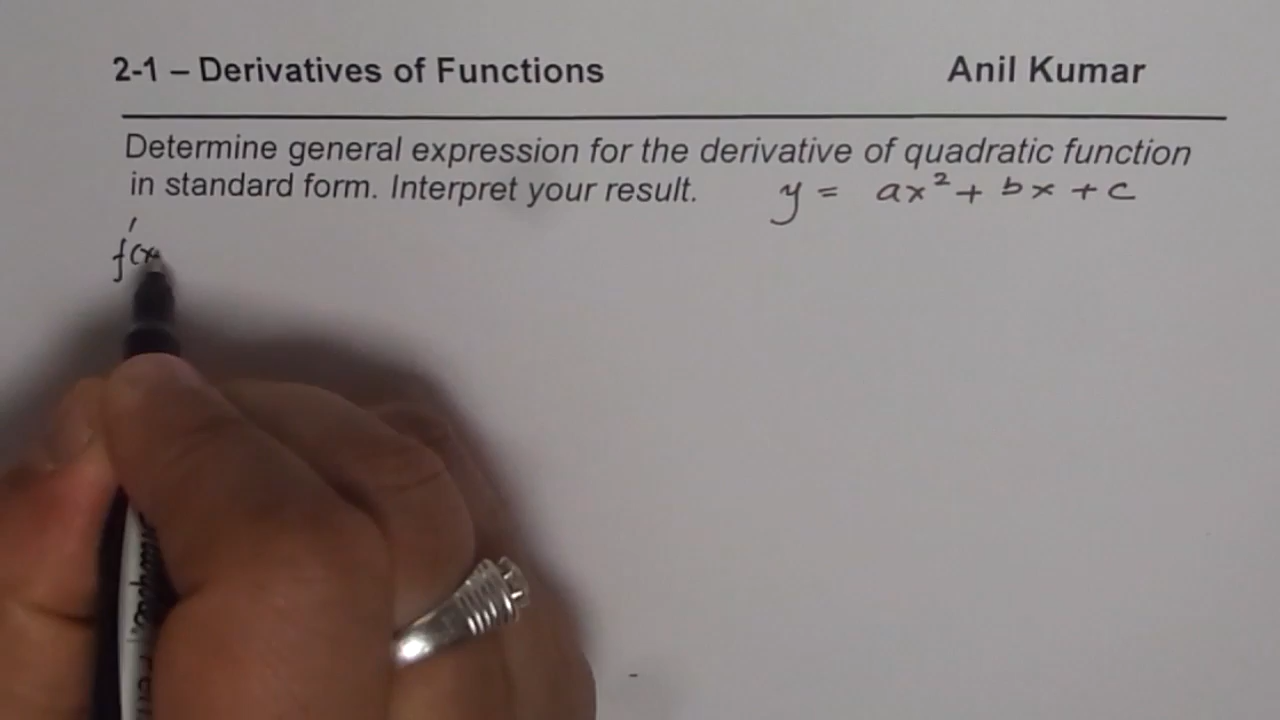 2-1 – Derivatives of Functions Anil Kumar
Determine general expression for the derivative of quadratic function
in standard form. Interpret your result. y = ax² + bx + c
f'(x